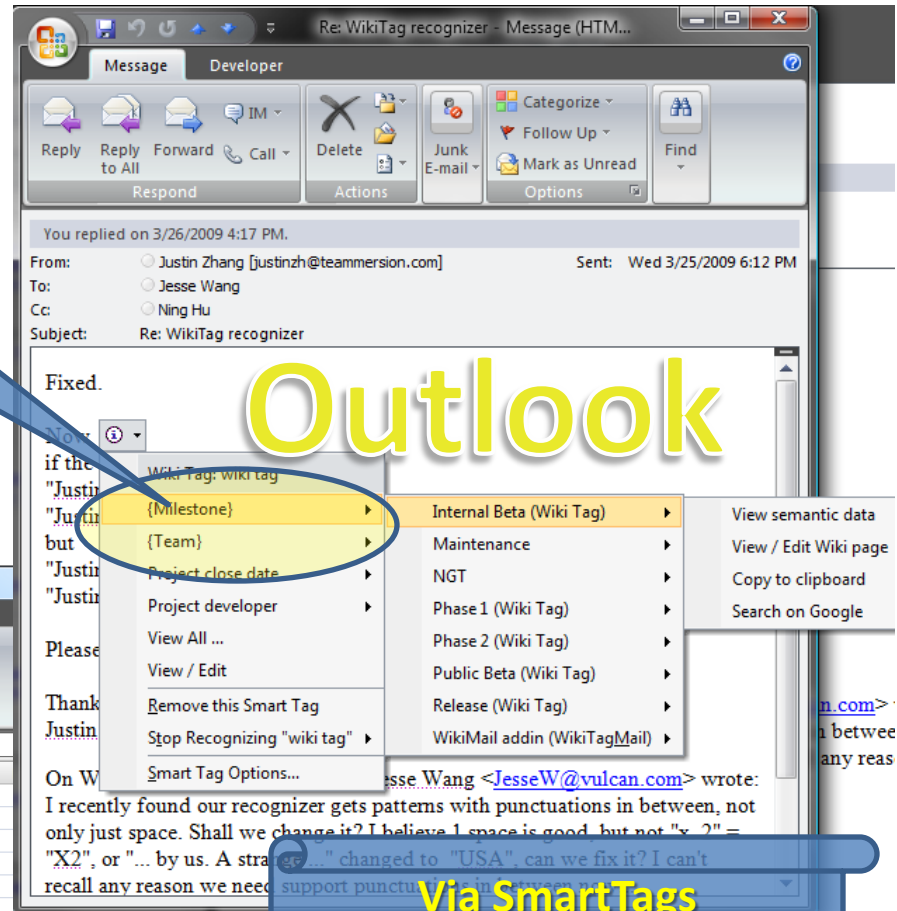 Re: WikiTag recognizer - Message (HTM...
Message Developer
Reply
Reply to All
Forward
IM
Call
Respond
Delete
Actions
Junk E-mail
Categorize
Follow Up
Mark as Unread
Options
Find
You replied on 3/26/2009 4:17 PM.
From: Justin Zhang [justinzh@teammersion.com] Sent: Wed 3/25/2009 6:12 PM
To: Jesse Wang
Cc: Ning Hu
Subject: Re: WikiTag recognizer
Outlook
Fixed.
Now
if the
"Justin
"Justin
but
"Justin
"Justin
Please
Thank
Justin
Wiki Tag: wiki tag
{Milestone}
{Team}
Project close date
Project developer
View All ...
View / Edit
Remove this Smart Tag
Stop Recognizing "wiki tag"
Smart Tag Options...
Internal Beta (Wiki Tag)
Maintenance
NGT
Phase 1 (Wiki Tag)
Phase 2 (Wiki Tag)
Public Beta (Wiki Tag)
Release (Wiki Tag)
WikiMail addin (WikiTagMail)
View semantic data
View / Edit Wiki page
Copy to clipboard
Search on Google
n.com>
n betwee
any reas
On W esse Wang <JesseW@vulcan.com> wrote:
I recently found our recognizer gets patterns with punctuations in between, not
only just space. Shall we change it? I believe 1 space is good, but not "x, 2" =
"X2", or "... by us. A strange ..." changed to "USA", can we fix it? I can't
recall any reason we need support punctuations in between
Via SmartTags